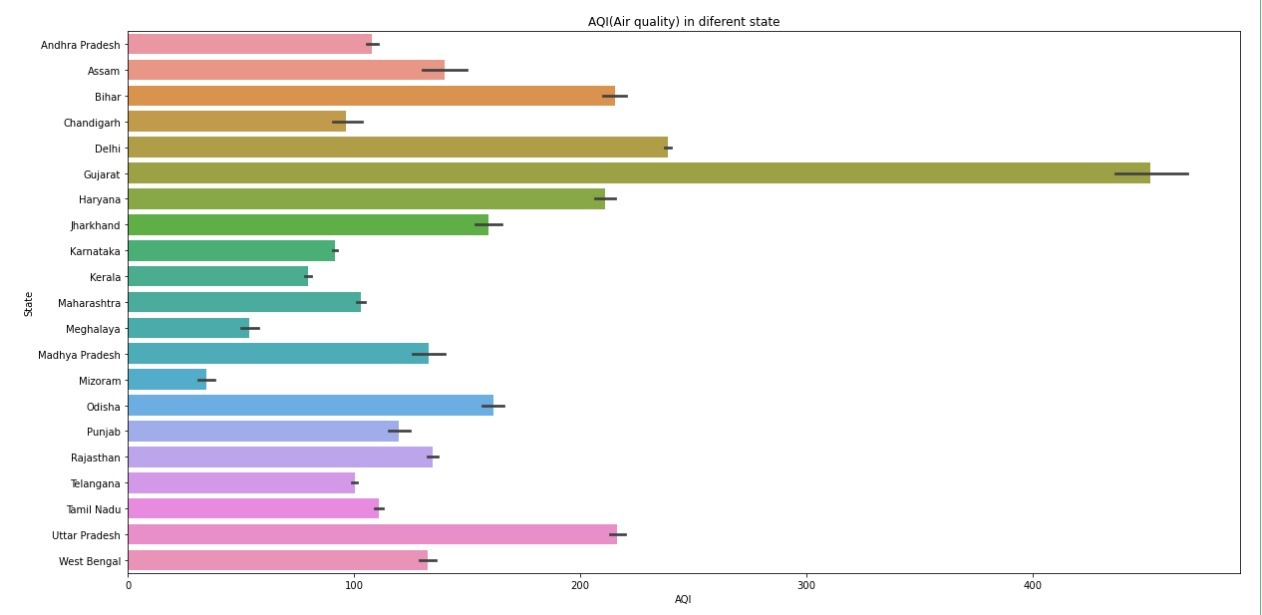 AQI(Air quality) in diferent state
Andhra Pradesh
Assam
Bihar
Chandigarh
Delhi
Gujarat
Haryana
Jharkhand
Karnataka
Kerala
Maharashtra
Meghalaya
Madhya Pradesh
Mizoram
Odisha
Punjab
Rajasthan
Telangana
Tamil Nadu
Uttar Pradesh
West Bengal
State
0 100 200 300 400
AQI